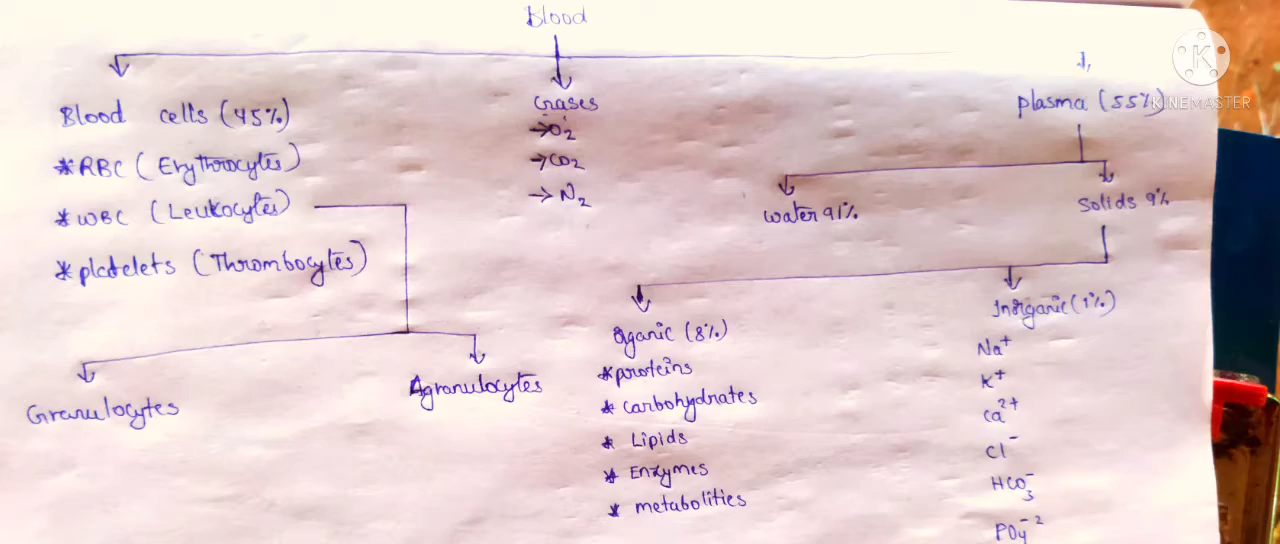 Blood
Blood cells (45%)
*RBC (Erythrocytes)
*WBC (Leukocytes)
*platelets (Thrombocytes)
Granulocytes
Agranulocytes
Gases
→O₂
→CO₂
→N₂
plasma (55%)
water 91%
Solids 9%
Oganic (8%)
*proteins
* carbohydrates
* Lipids
* Enzymes
* metabolities
Inorganic (1%)
Na⁺
K⁺
Ca²⁺
Cl⁻
HCO₃⁻
PO₄⁻²
K
KINEMASTER